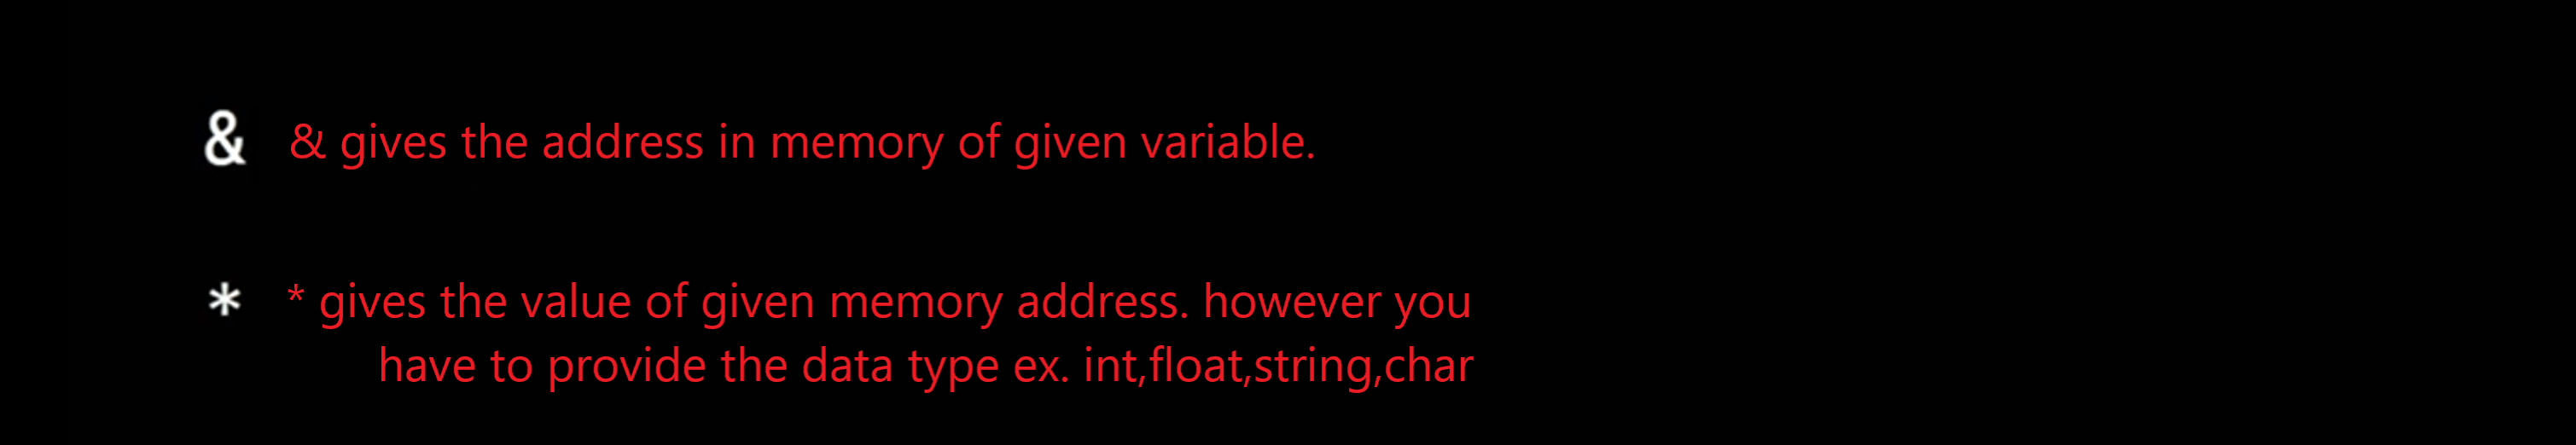 & & gives the address in memory of given variable.
* * gives the value of given memory address. however you
have to provide the data type ex. int,float,string,char